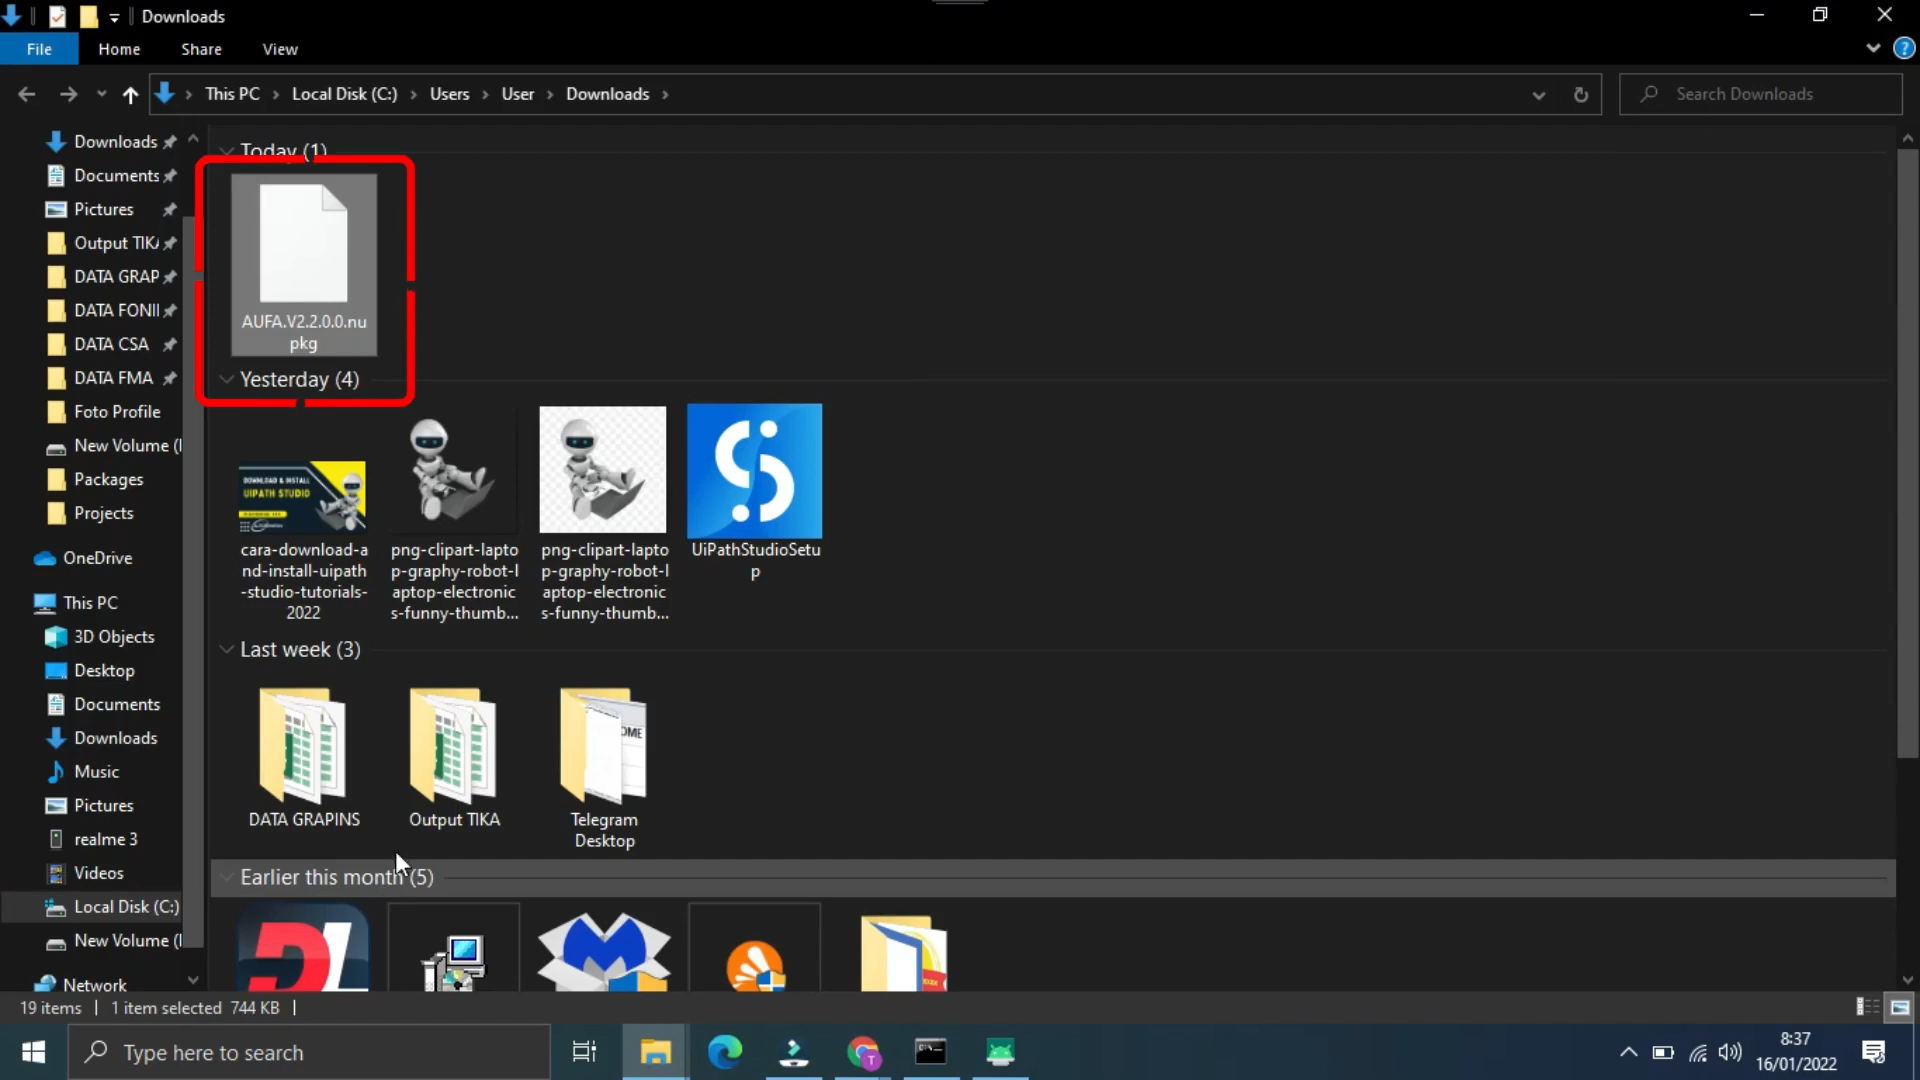 Downloads
File
Home
Share
View
This PC
Local Disk (C:)
Users
User
Downloads
Search Downloads
Downloads
Documents
Pictures
Output TIK
DATA GRAP
DATA FONI
DATA CSA
DATA FMA
Foto Profile
New Volume (
Packages
Projects
OneDrive
This PC
3D Objects
Desktop
Documents
Downloads
Music
Pictures
realme 3
Videos
Local Disk (C:)
New Volume (
Network
Today (1)
AUFA.V2.2.0.0.nu
pkg
Yesterday (4)
DOWNLOAD & INSTALL
UIPATH STUDIO
cara-download-a
nd-install-uipath
-studio-tutorials-
2022
png-clipart-lapto
p-graphy-robot-l
aptop-electronic
s-funny-thumb...
png-clipart-lapto
p-graphy-robot-l
aptop-electronic
s-funny-thumb...
UiPathStudioSetu
p
Last week (3)
DATA GRAPINS
Output TIKA
OME
Telegram
Desktop
Earlier this month (5)
19 items
1 item selected 744 KB
Type here to search
8:37
16/01/2022